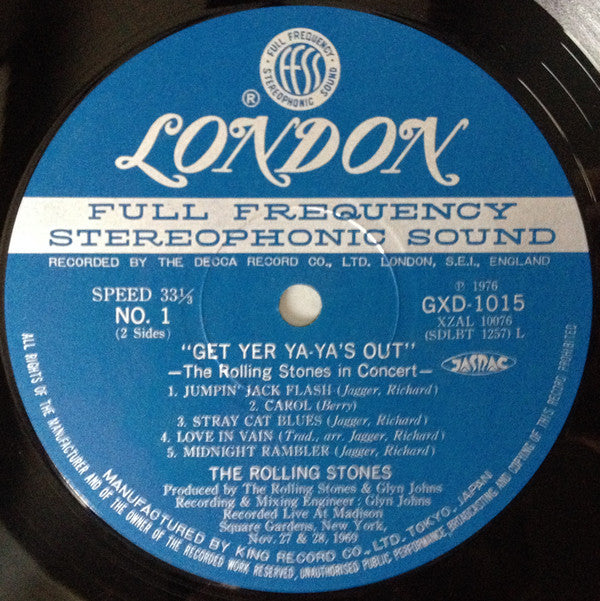 FULL FREQUENCY
STEREOPHONIC SOUND
FFSS
®
LONDON
FULL FREQUENCY
STEREOPHONIC SOUND
RECORDED BY THE DECCA RECORD CO., LTD. LONDON, S.E.I., ENGLAND
SPEED 33⅓
NO. 1
(2 Sides)
℗ 1976
GXD-1015
XZAL 10076
(SDLBT 1257) L
JASRAC
"GET YER YA-YA'S OUT"
—The Rolling Stones in Concert—
1. JUMPIN' JACK FLASH (Jagger, Richard)
2. CAROL (Berry)
3. STRAY CAT BLUES (Jagger, Richard)
4. LOVE IN VAIN (Trad., arr. Jagger, Richard)
5. MIDNIGHT RAMBLER (Jagger, Richard)
THE ROLLING STONES
Produced by The Rolling Stones & Glyn Johns
Recording & Mixing Engineer : Glyn Johns
Recorded Live At Madison
Square Gardens, New York,
Nov. 27 & 28, 1969
MANUFACTURED BY KING RECORD CO., LTD. TOKYO, JAPAN
ALL RIGHTS OF THE MANUFACTURER AND OF THE OWNER OF THE RECORDED WORK RESERVED, UNAUTHORISED PUBLIC PERFORMANCE, BROADCASTING AND COPYING OF THIS RECORD PROHIBITED